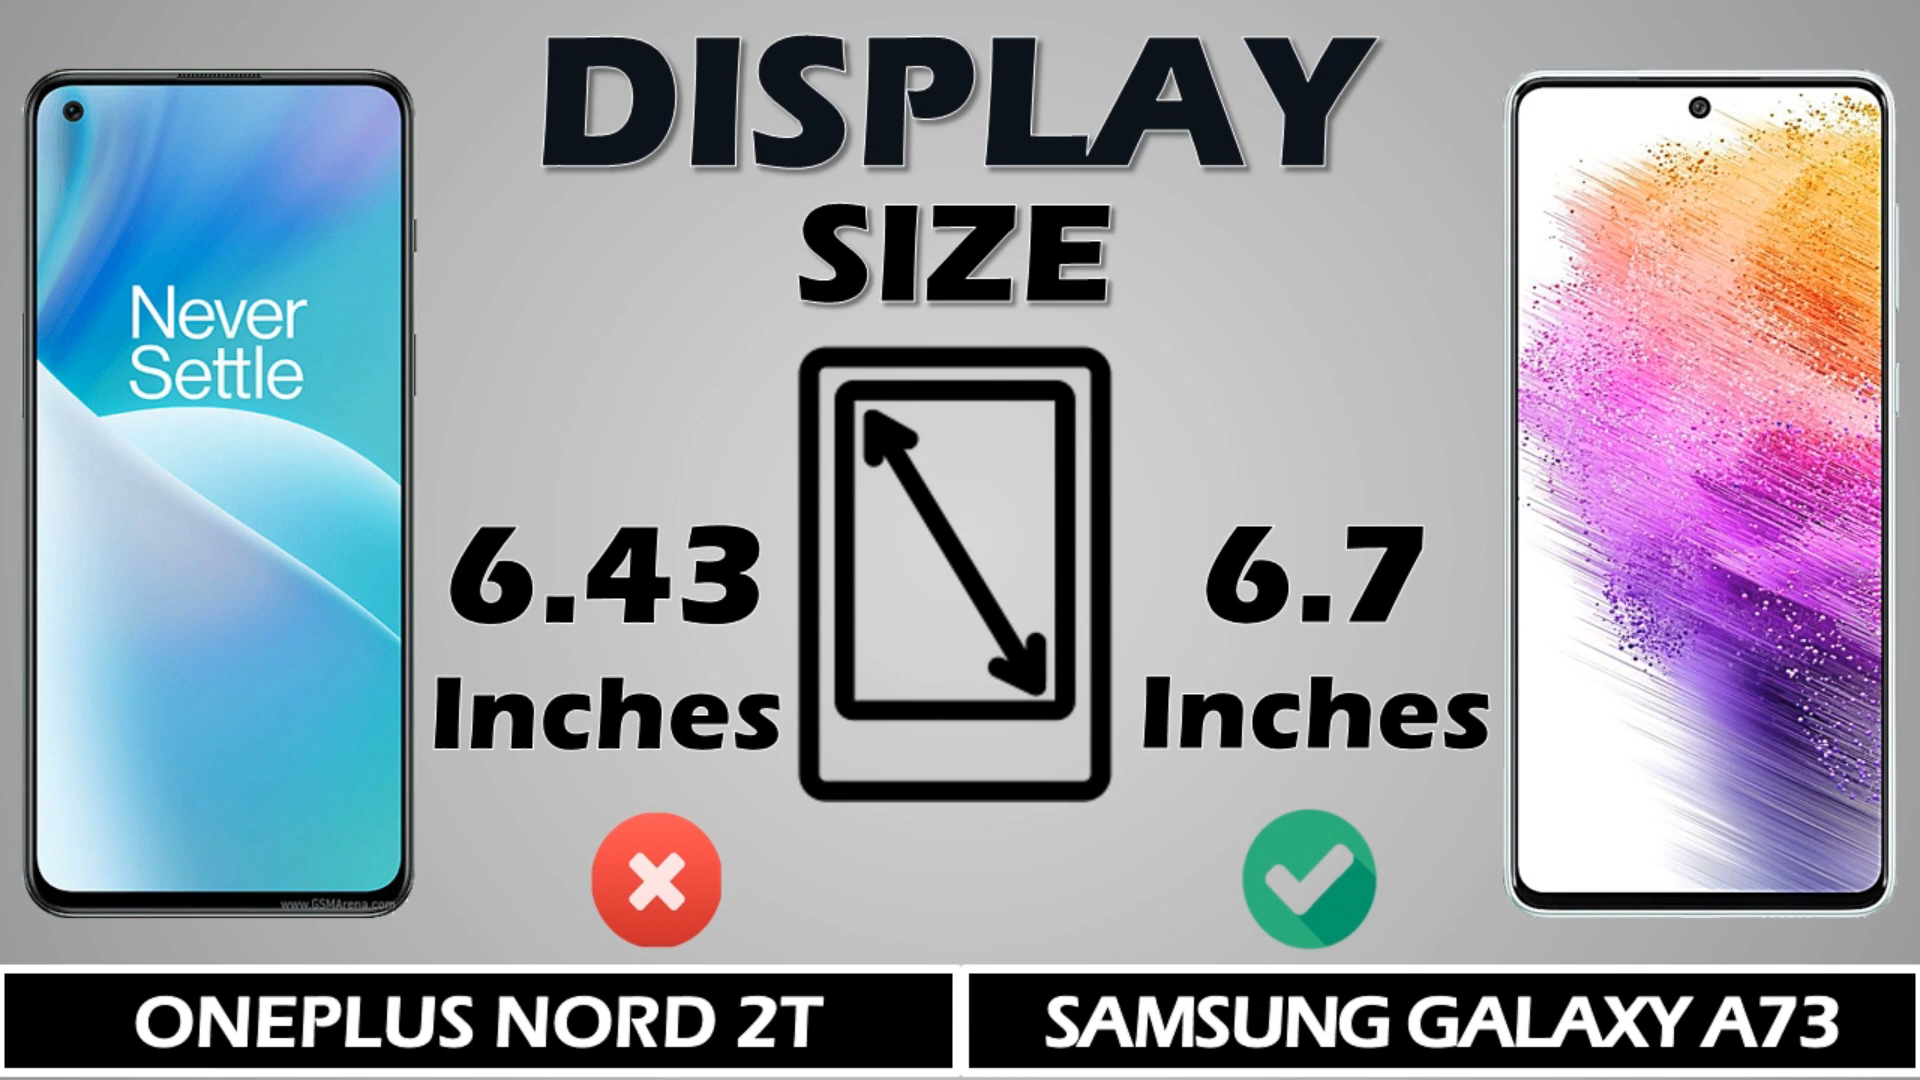 DISPLAY
SIZE
Never
Settle
6.43
Inches
6.7
Inches
www.GSMArena.com
ONEPLUS NORD 2T
SAMSUNG GALAXY A73